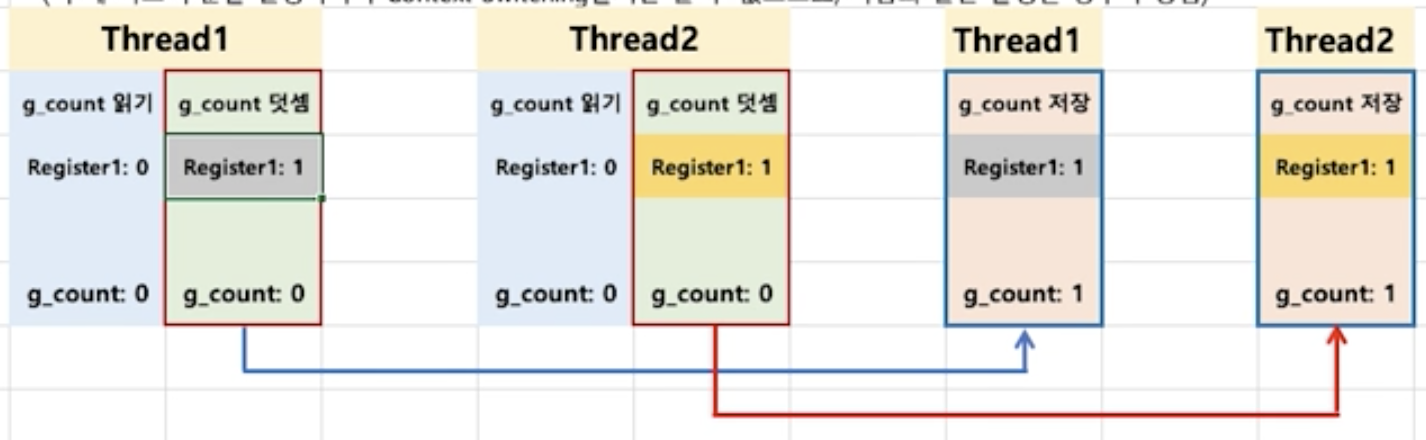 Thread1 Thread2 Thread1 Thread2
g_count 읽기 g_count 덧셈 g_count 읽기 g_count 덧셈 g_count 저장 g_count 저장
Register1: 0 Register1: 1 Register1: 0 Register1: 1 Register1: 1 Register1: 1
g_count: 0 g_count: 0 g_count: 0 g_count: 0 g_count: 1 g_count: 1